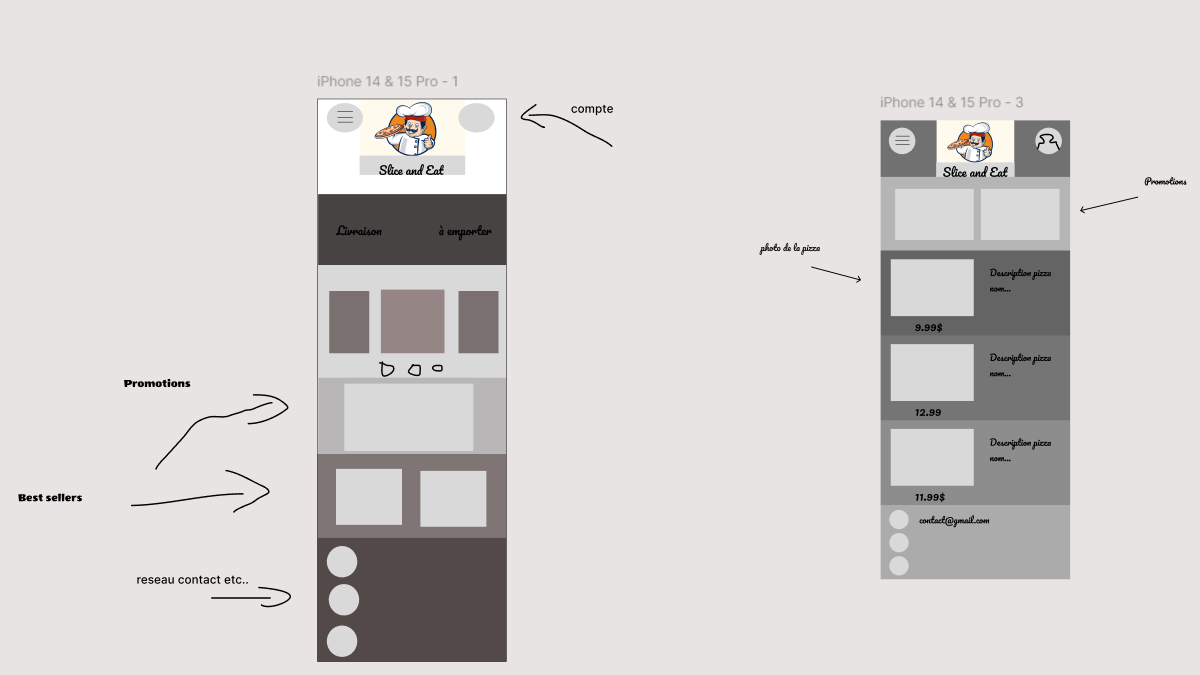 iPhone 14 & 15 Pro - 1
compte
Slice and Eat
Livraison
à emporter
Promotions
Best sellers
reseau contact etc..
iPhone 14 & 15 Pro - 3
Slice and Eat
Promotions
photo de la pizza
Description pizza
nom...
9.99$
Description pizza
nom...
12.99
Description pizza
nom...
11.99$
contact@gmail.com